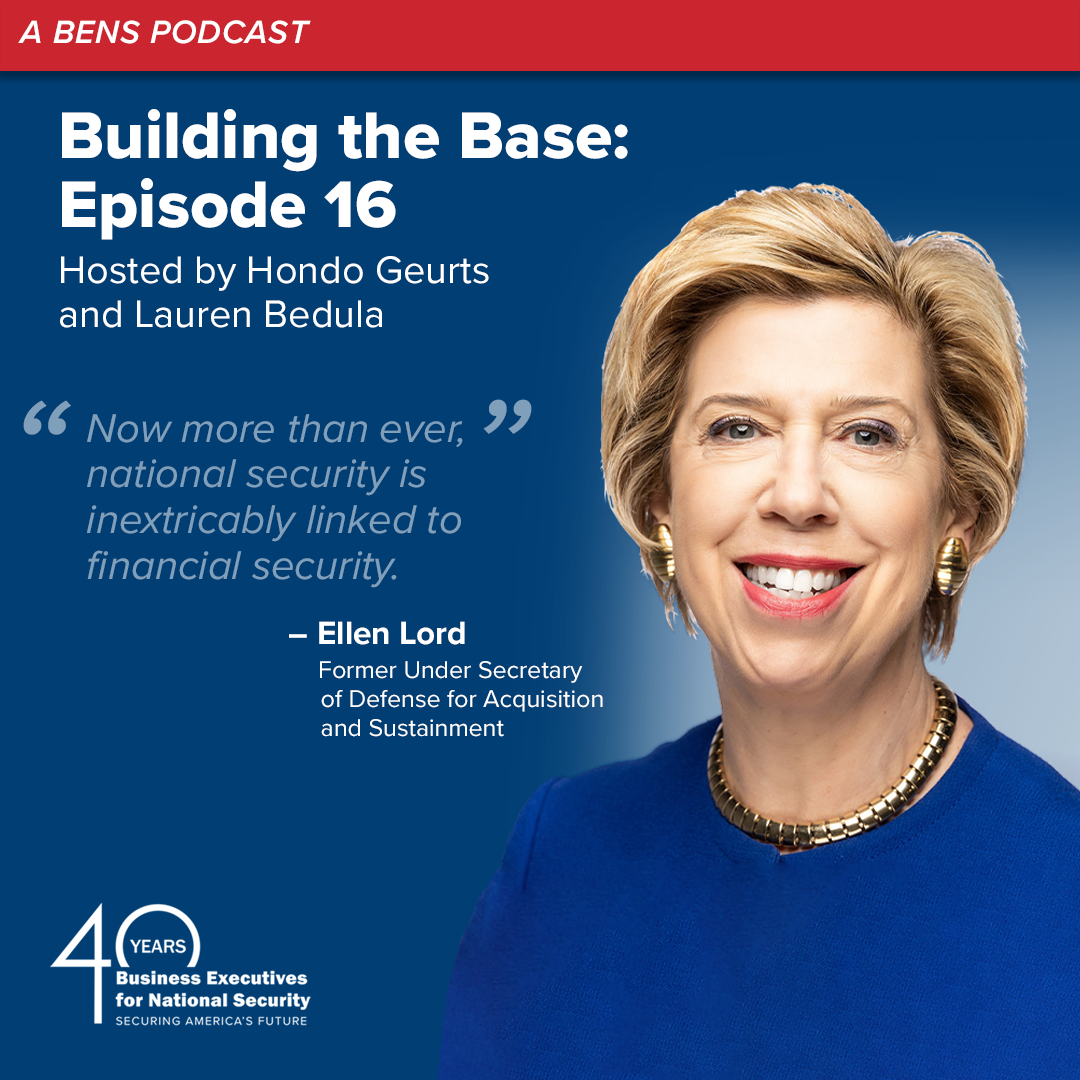 A BENS PODCAST
Building the Base:
Episode 16
Hosted by Hondo Geurts
and Lauren Bedula
“ Now more than ever, ”
national security is
inextricably linked to
financial security.
– Ellen Lord
Former Under Secretary
of Defense for Acquisition
and Sustainment
40 YEARS
Business Executives
for National Security
SECURING AMERICA'S FUTURE